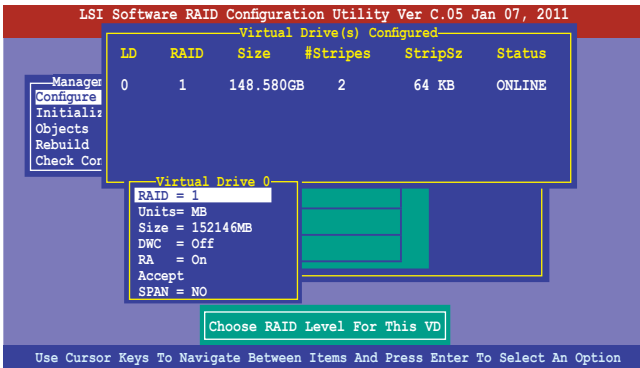 LSI Software RAID Configuration Utility Ver C.05 Jan 07, 2011
Virtual Drive(s) Configured
LD RAID Size #Stripes StripSz Status
0 1 148.580GB 2 64 KB ONLINE
Managem
Configure
Initializ
Objects
Rebuild
Check Con
Virtual Drive 0
RAID = 1
Units= MB
Size = 152146MB
DWC = Off
RA = On
Accept
SPAN = NO
Choose RAID Level For This VD
Use Cursor Keys To Navigate Between Items And Press Enter To Select An Option